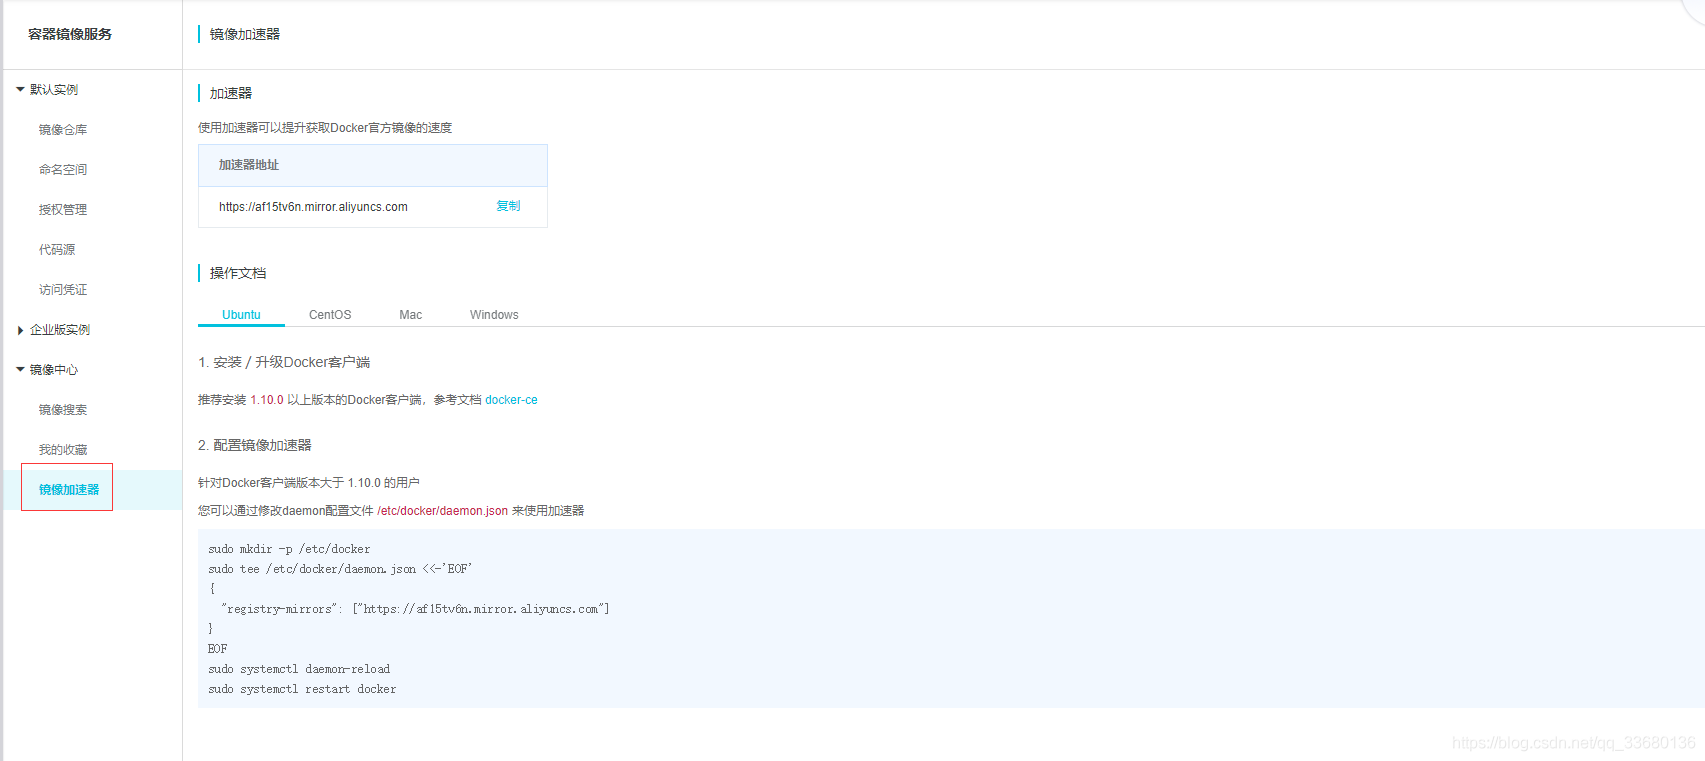 容器镜像服务
镜像加速器
默认实例
镜像仓库
命名空间
授权管理
代码源
访问凭证
企业版实例
镜像中心
镜像搜索
我的收藏
镜像加速器
加速器
使用加速器可以提升获取Docker官方镜像的速度
加速器地址
https://af15tv6n.mirror.aliyuncs.com 复制
操作文档
Ubuntu CentOS Mac Windows
1. 安装 / 升级Docker客户端
推荐安装 1.10.0 以上版本的Docker客户端，参考文档 docker-ce
2. 配置镜像加速器
针对Docker客户端版本大于 1.10.0 的用户
您可以通过修改daemon配置文件 /etc/docker/daemon.json 来使用加速器
sudo mkdir -p /etc/docker
sudo tee /etc/docker/daemon.json <<-'EOF'
{
  "registry-mirrors": ["https://af15tv6n.mirror.aliyuncs.com"]
}
EOF
sudo systemctl daemon-reload
sudo systemctl restart docker
https://blog.csdn.net/qq_33680136